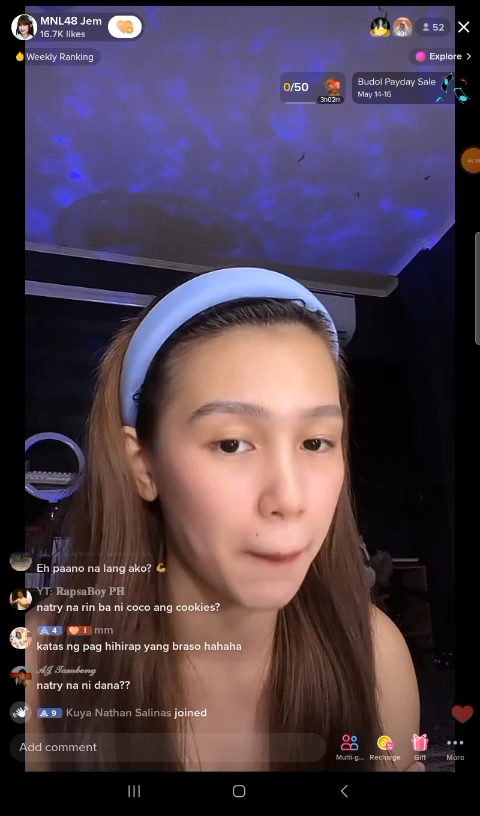 MNL48 Jem
16.7K likes
52
Weekly Ranking
Explore
0/50
3h02m
Budol Payday Sale
May 14-16
Eh paano na lang ako? 💪
YT: RapsaBoy PH
natry na rin ba ni coco ang cookies?
4 I mm
katas ng pag hihirap yang braso hahaha
AJ Tambong
natry na ni dana??
9 Kuya Nathan Salinas joined
Add comment
Multi-g... Recharge Gift More